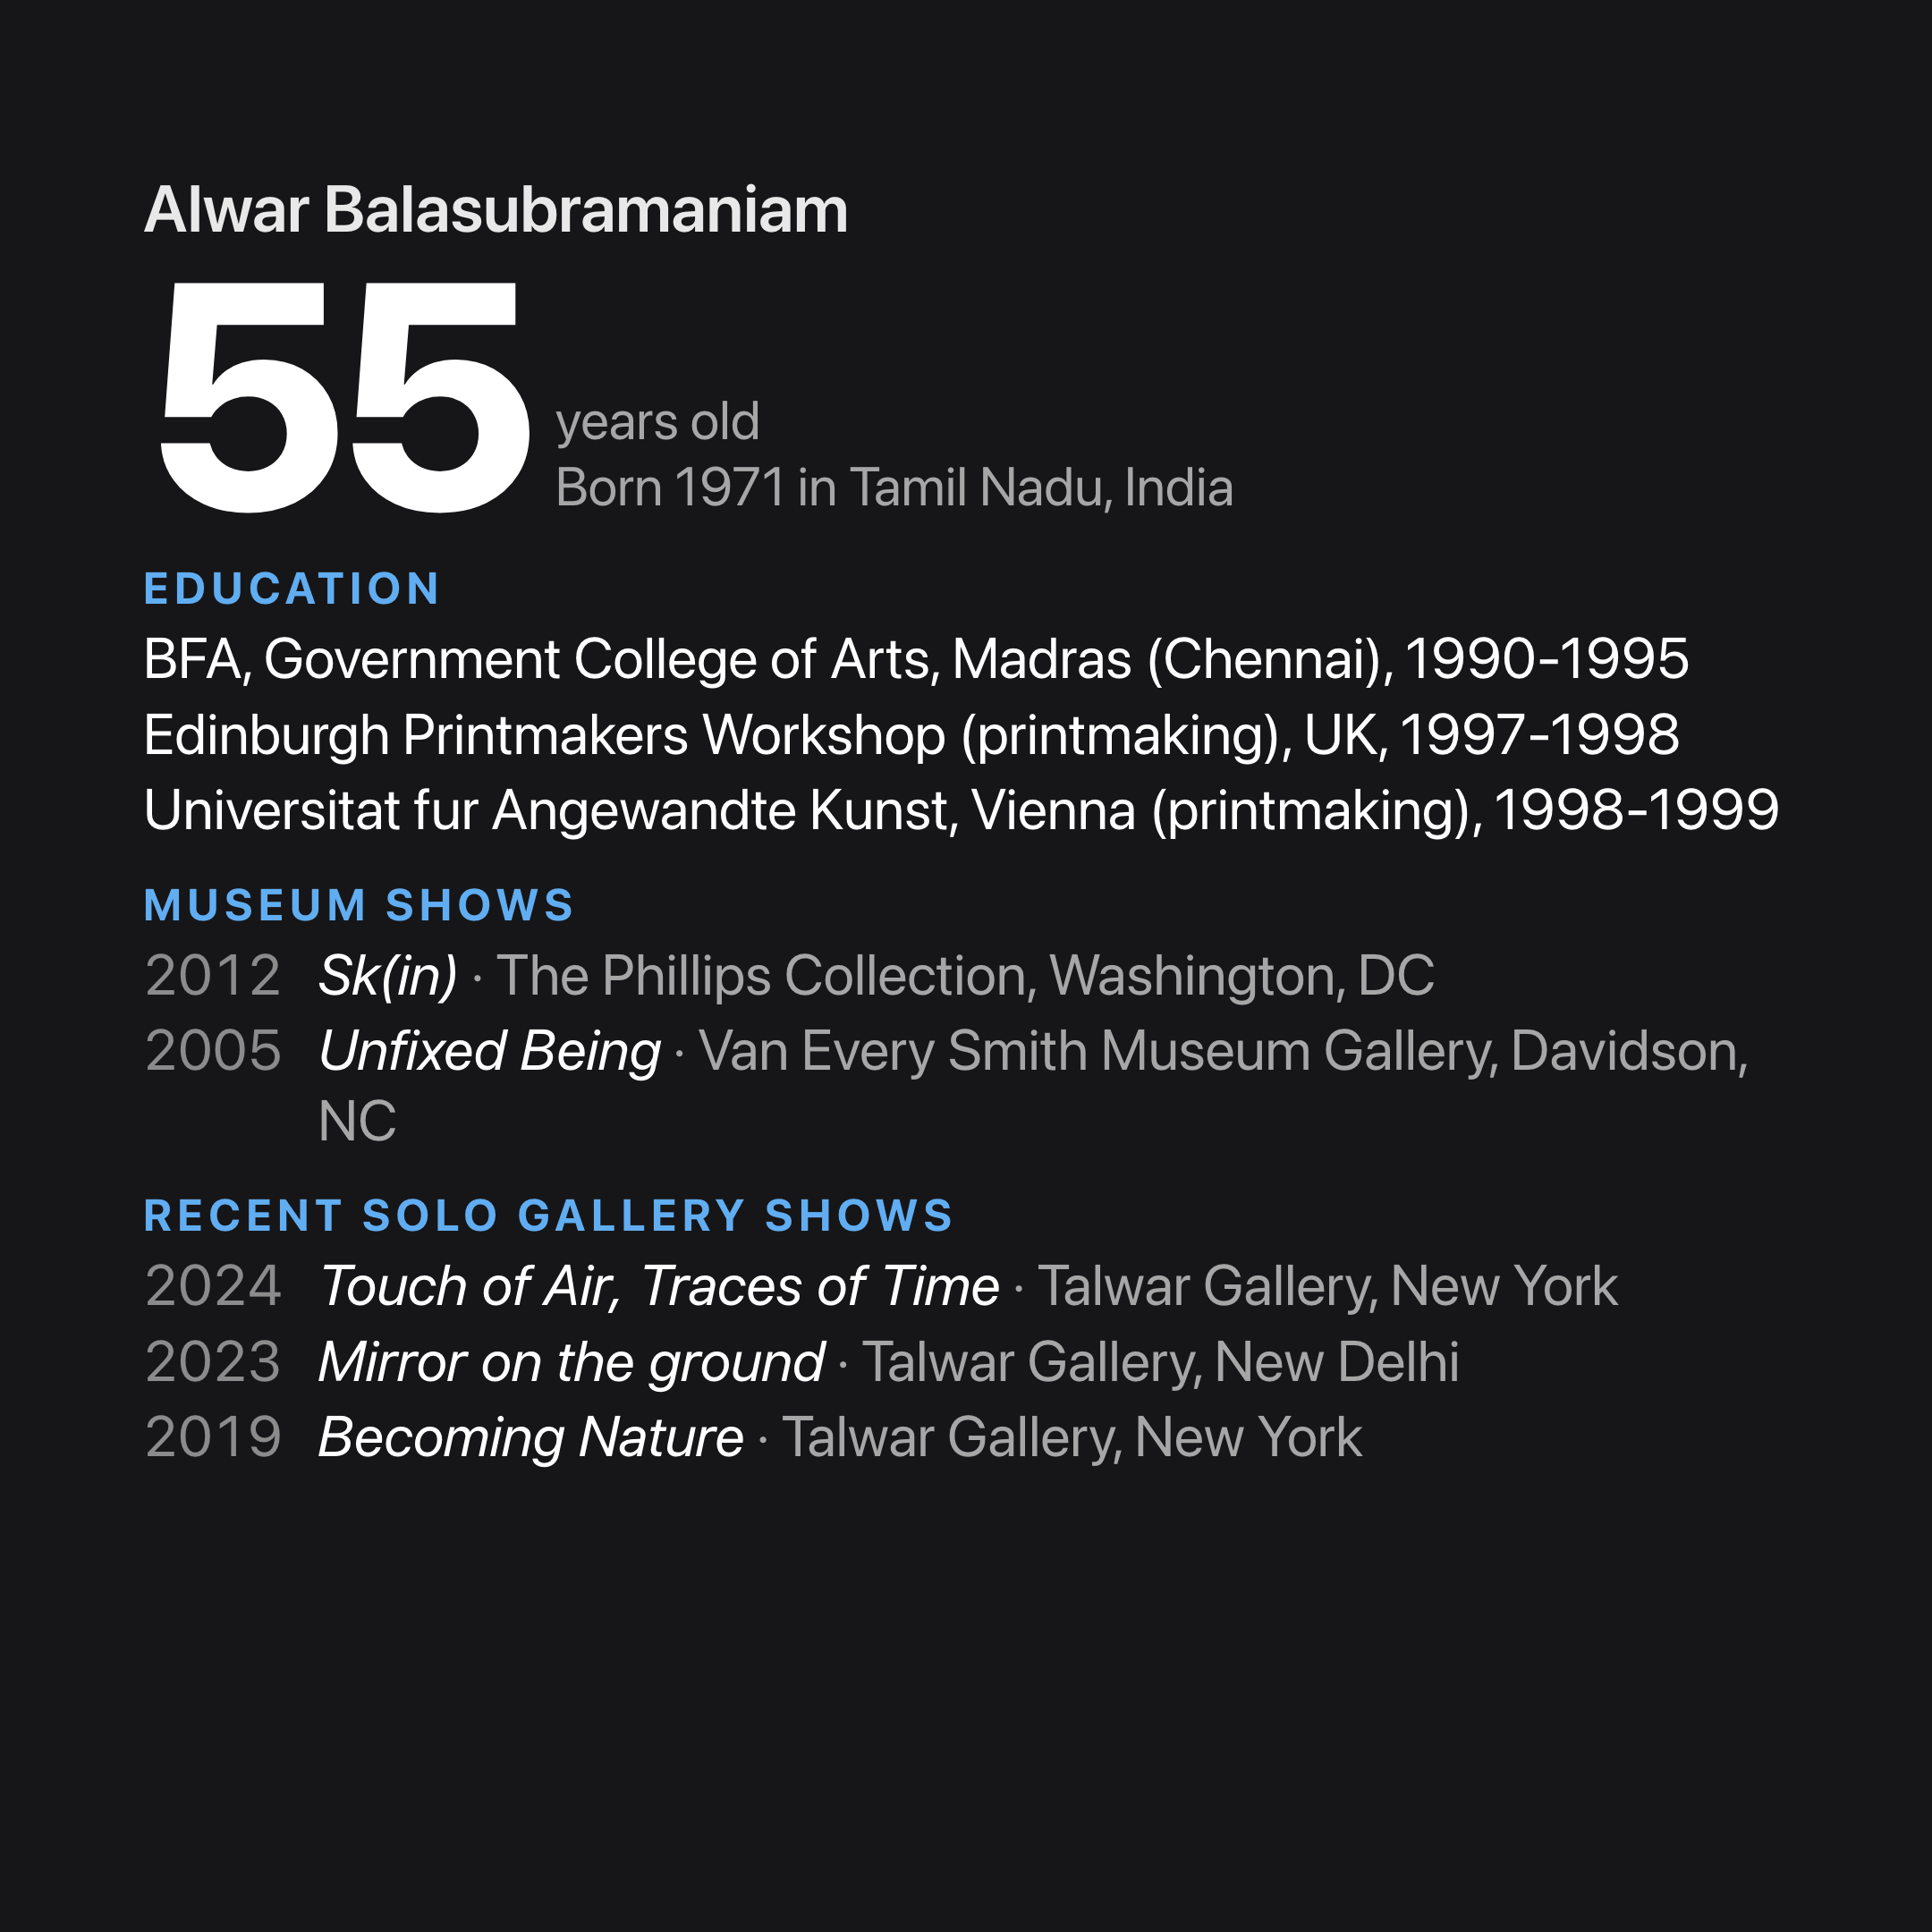 Alwar Balasubramaniam
55
years old
Born 1971 in Tamil Nadu, India
EDUCATION
BFA, Government College of Arts, Madras (Chennai), 1990-1995
Edinburgh Printmakers Workshop (printmaking), UK, 1997-1998
Universitat fur Angewandte Kunst, Vienna (printmaking), 1998-1999
MUSEUM SHOWS
2012 Sk(in) · The Phillips Collection, Washington, DC
2005 Unfixed Being · Van Every Smith Museum Gallery, Davidson,
NC
RECENT SOLO GALLERY SHOWS
2024 Touch of Air, Traces of Time · Talwar Gallery, New York
2023 Mirror on the ground · Talwar Gallery, New Delhi
2019 Becoming Nature · Talwar Gallery, New York